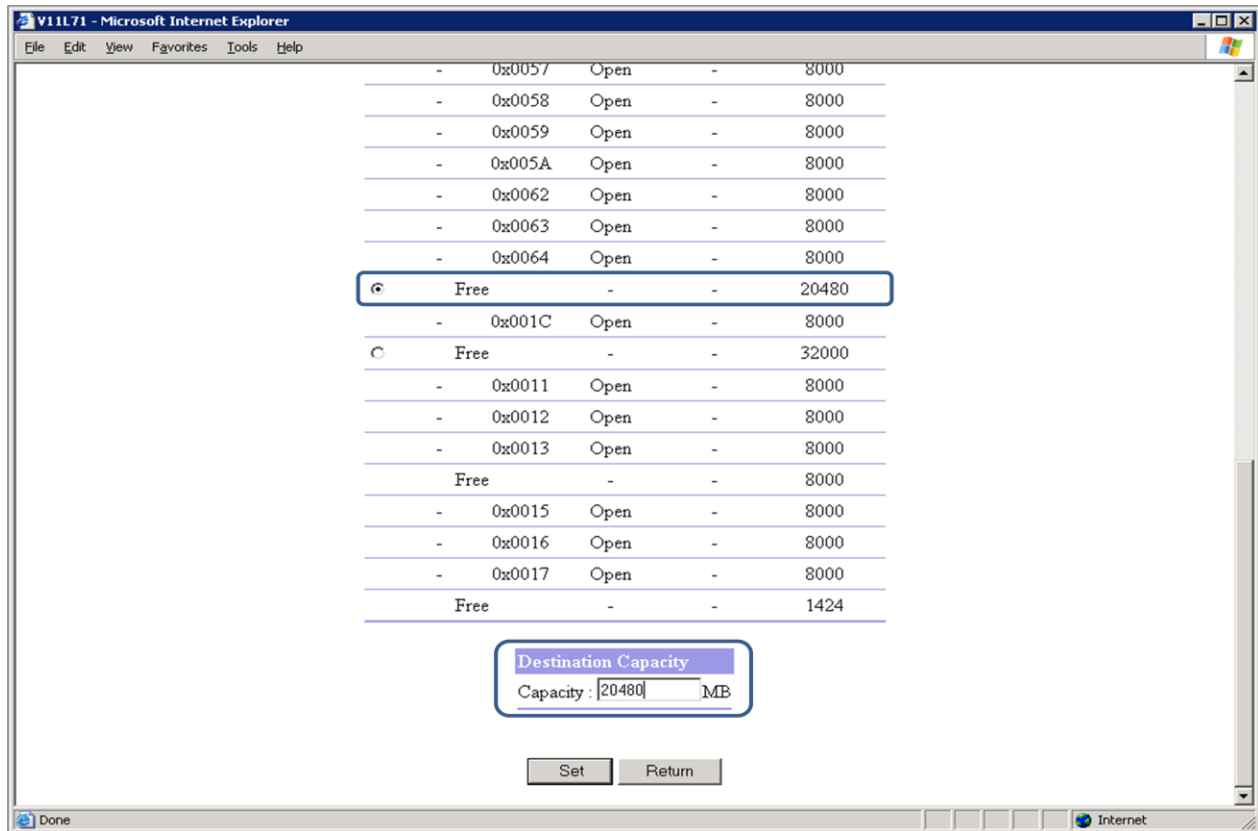 V11L71 - Microsoft Internet Explorer
File Edit View Favorites Tools Help
- 0x0057 Open - 8000
- 0x0058 Open - 8000
- 0x0059 Open - 8000
- 0x005A Open - 8000
- 0x0062 Open - 8000
- 0x0063 Open - 8000
- 0x0064 Open - 8000
Free - - 20480
- 0x001C Open - 8000
Free - - 32000
- 0x0011 Open - 8000
- 0x0012 Open - 8000
- 0x0013 Open - 8000
Free - - 8000
- 0x0015 Open - 8000
- 0x0016 Open - 8000
- 0x0017 Open - 8000
Free - - 1424
Destination Capacity
Capacity : 20480 MB
Set Return
Done Internet